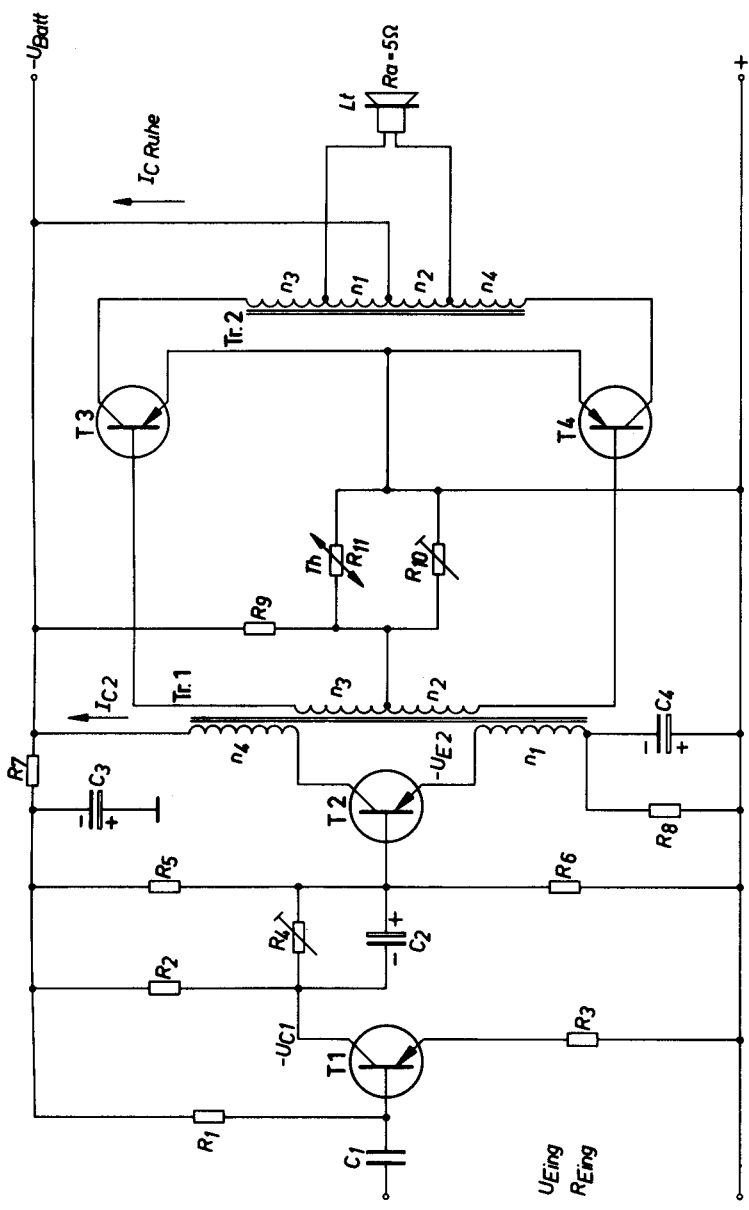 -UBatt
IC Ruhe
Lt
Ra=5Ω
+
n3
n1
n2
n4
Tr.2
T3
T4
Th
R11
R10
R9
IC2
Tr.1
n3
n2
n4
n1
-UE2
R7
C3
-
+
T2
C4
-
+
R8
R5
R6
R4
C2
-
+
R2
-UC1
T1
R3
R1
C1
UEing
REing